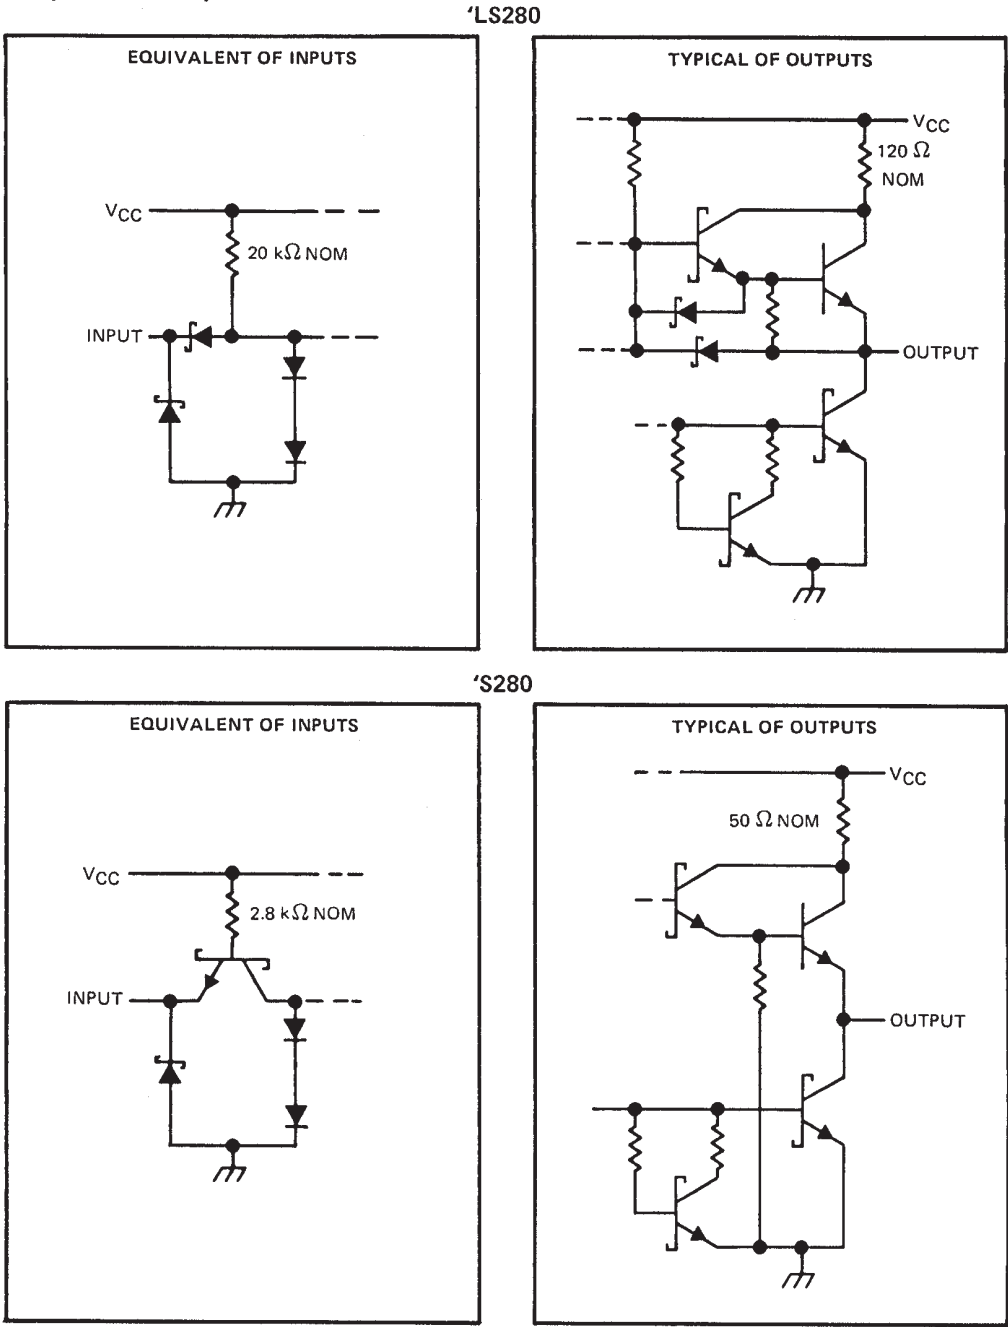 'LS280
EQUIVALENT OF INPUTS
VCC
20 kΩ NOM
INPUT
TYPICAL OF OUTPUTS
VCC
120 Ω
NOM
OUTPUT
'S280
EQUIVALENT OF INPUTS
VCC
2.8 kΩ NOM
INPUT
TYPICAL OF OUTPUTS
VCC
50 Ω NOM
OUTPUT